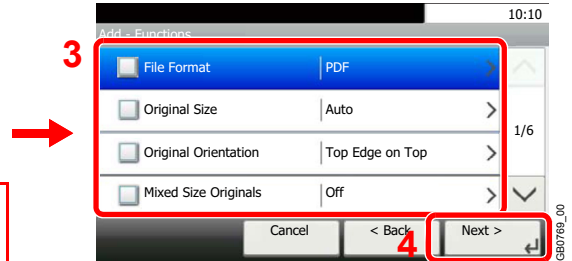 10:10
Add - Functions
3
File Format PDF
Original Size Auto
1/6
Original Orientation Top Edge on Top
Mixed Size Originals Off
Cancel < Back Next >
4
GB0769_00